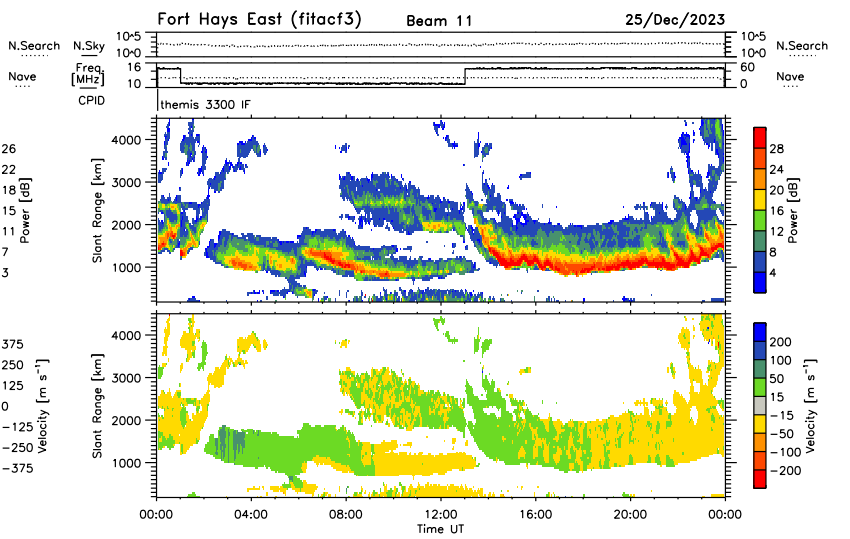 Fort Hays East (fitacf3) Beam 11 25/Dec/2023
N.Search N.Sky 10^5 10^0 10^5 10^0 N.Search
Nave Freq. [MHz] 16 10 60 0 Nave
CPID themis 3300 IF
26 22 18 15 11 7 3 Power [dB]
Slant Range [km] 4000 3000 2000 1000
28 24 20 16 12 8 4 Power [dB]
375 250 125 0 −125 −250 −375 Velocity [m s⁻¹]
Slant Range [km] 4000 3000 2000 1000
200 100 50 15 −15 −50 −100 −200 Velocity [m s⁻¹]
00:00 04:00 08:00 12:00 16:00 20:00 00:00
Time UT